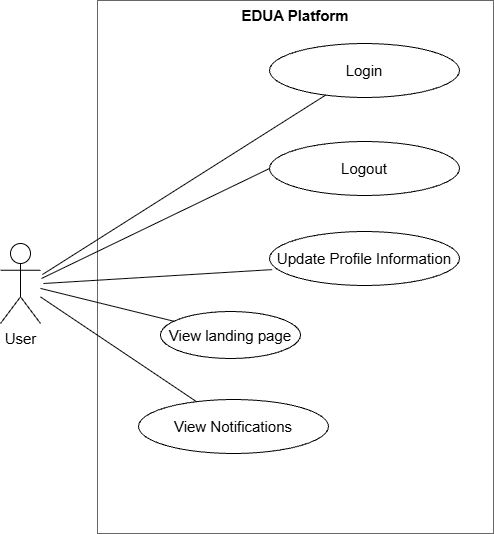 EDUA Platform
Login
Logout
Update Profile Information
User
View landing page
View Notifications